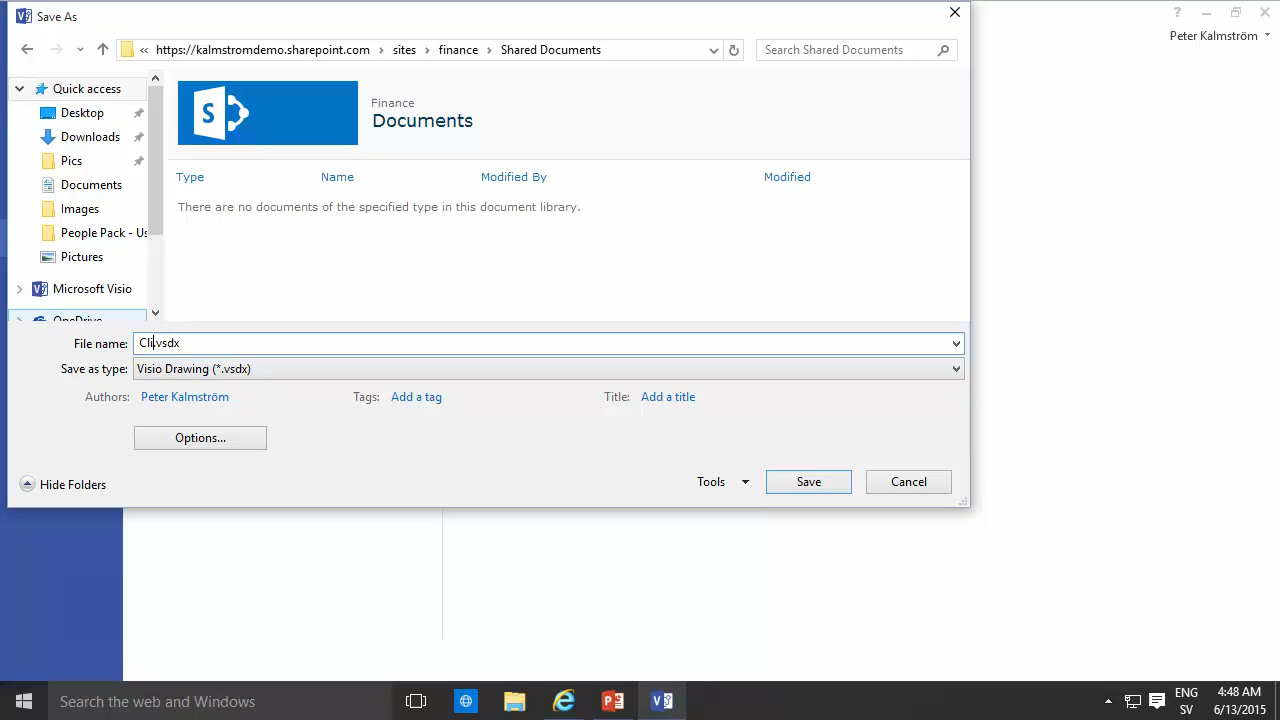 Save As
Peter Kalmström
« https://kalmstromdemo.sharepoint.com › sites › finance › Shared Documents
Search Shared Documents
Quick access
Desktop
Downloads
Pics
Documents
Images
People Pack - Us
Pictures
Microsoft Visio
OneDrive
Finance
Documents
Type Name Modified By Modified
There are no documents of the specified type in this document library.
File name: Cli.vsdx
Save as type: Visio Drawing (*.vsdx)
Authors: Peter Kalmström Tags: Add a tag Title: Add a title
Options...
Hide Folders Tools Save Cancel
Search the web and Windows
ENG
SV
4:48 AM
6/13/2015